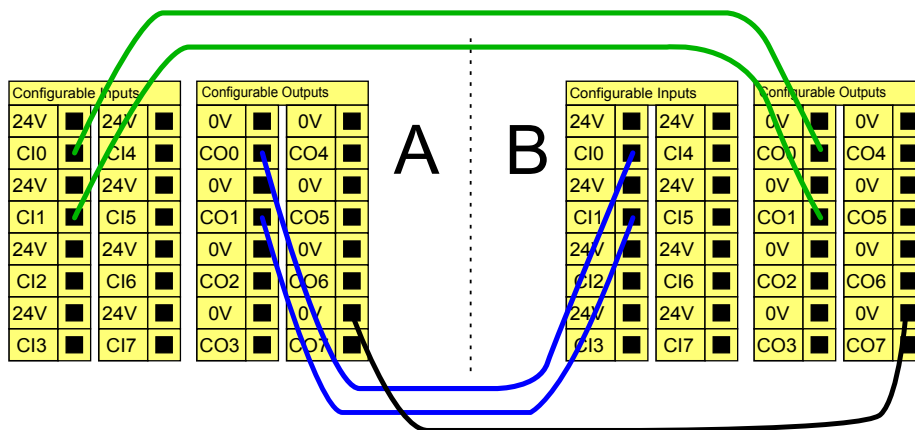 Configurable Inputs
24V 24V
CI0 CI4
24V 24V
CI1 CI5
24V 24V
CI2 CI6
24V 24V
CI3 CI7
Configurable Outputs
0V 0V
CO0 CO4
0V 0V
CO1 CO5
0V 0V
CO2 CO6
0V 0V
CO3 CO7
A
B
Configurable Inputs
24V 24V
CI0 CI4
24V 24V
CI1 CI5
24V 24V
CI2 CI6
24V 24V
CI3 CI7
Configurable Outputs
0V 0V
CO0 CO4
0V 0V
CO1 CO5
0V 0V
CO2 CO6
0V 0V
CO3 CO7